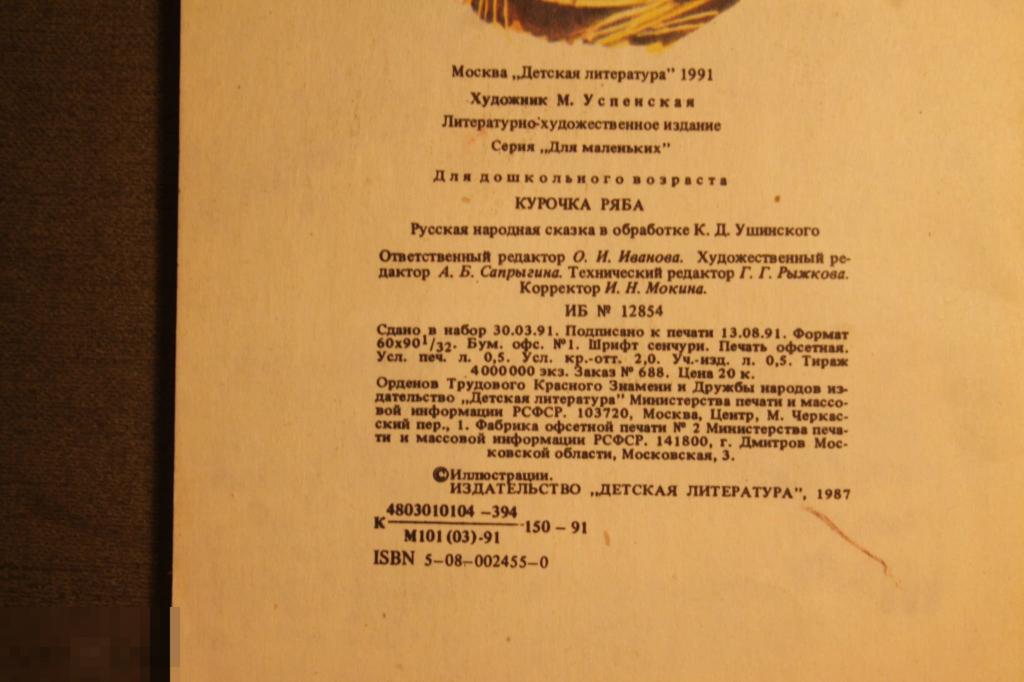 Москва „Детская литература" 1991
Художник М. Успенская
Литературно-художественное издание
Серия „Для маленьких"
Для дошкольного возраста
КУРОЧКА РЯБА
Русская народная сказка в обработке К. Д. Ушинского
Ответственный редактор О. И. Иванова. Художественный ре-
дактор А. Б. Сапрыгина. Технический редактор Г. Г. Рыжкова.
Корректор И. Н. Мокина.
ИБ № 12854
Сдано в набор 30.03.91. Подписано к печати 13.08.91. Формат
60х90 1/32. Бум. офс. №1. Шрифт сенчури. Печать офсетная.
Усл. печ. л. 0,5. Усл. кр.-отт. 2,0. Уч.-изд. л. 0,5. Тираж
4000000 экз. Заказ № 688. Цена 20 к.
Орденов Трудового Красного Знамени и Дружбы народов из-
дательство „Детская литература" Министерства печати и массо-
вой информации РСФСР. 103720, Москва, Центр, М. Черкас-
ский пер., 1. Фабрика офсетной печати № 2 Министерства печа-
ти и массовой информации РСФСР. 141800, г. Дмитров Мос-
ковской области, Московская, 3.
©Иллюстрации.
ИЗДАТЕЛЬСТВО „ДЕТСКАЯ ЛИТЕРАТУРА", 1987
4803010104 –394
К 150 – 91
М101(03)-91
ISBN 5–08–002455–0